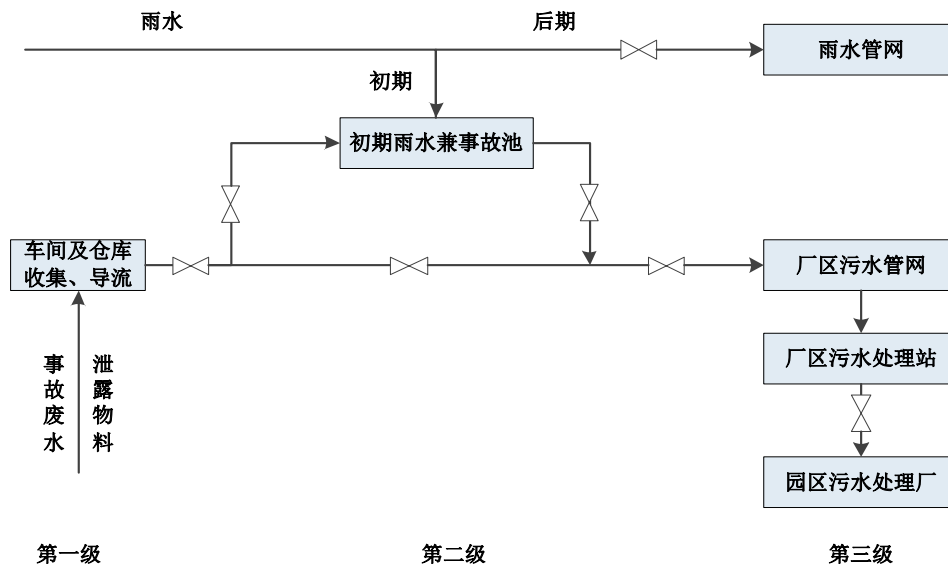 雨水
后期
雨水管网
初期
初期雨水兼事故池
车间及仓库
收集、导流
厂区污水管网
事故废水
泄露物料
厂区污水处理站
园区污水处理厂
第一级
第二级
第三级